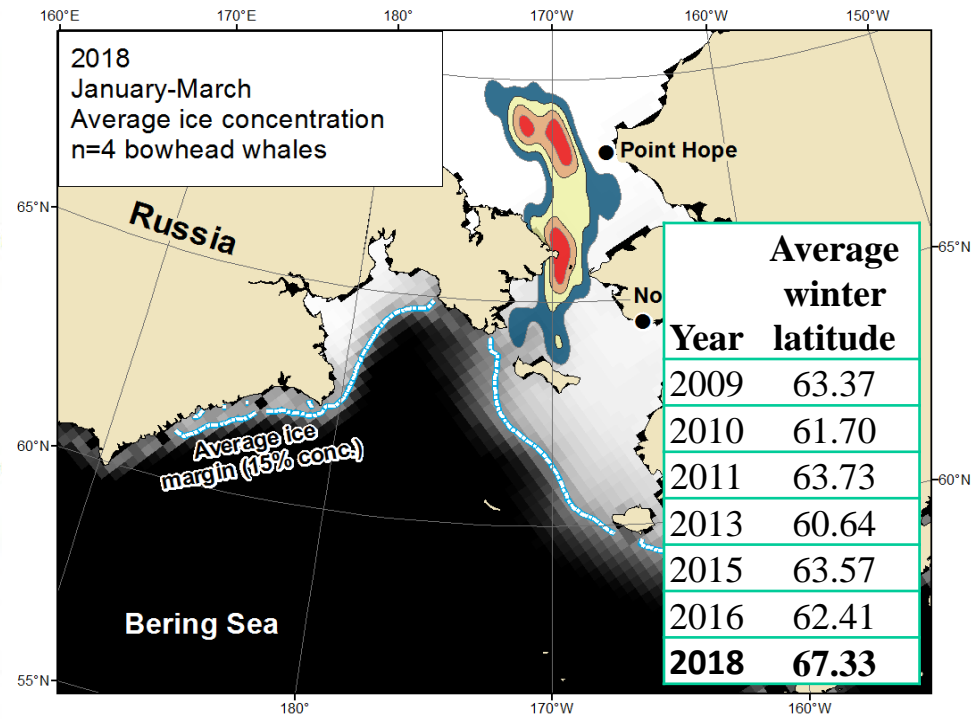 160°E 170°E 180° 170°W 160°W 150°W
2018
January-March
Average ice concentration
n=4 bowhead whales
Point Hope
65°N
Russia
65°N
No
Average ice
margin (15% conc.)
60°N
60°N
Bering Sea
55°N
180° 170°W 160°W
Average
winter
Year latitude
2009 63.37
2010 61.70
2011 63.73
2013 60.64
2015 63.57
2016 62.41
2018 67.33